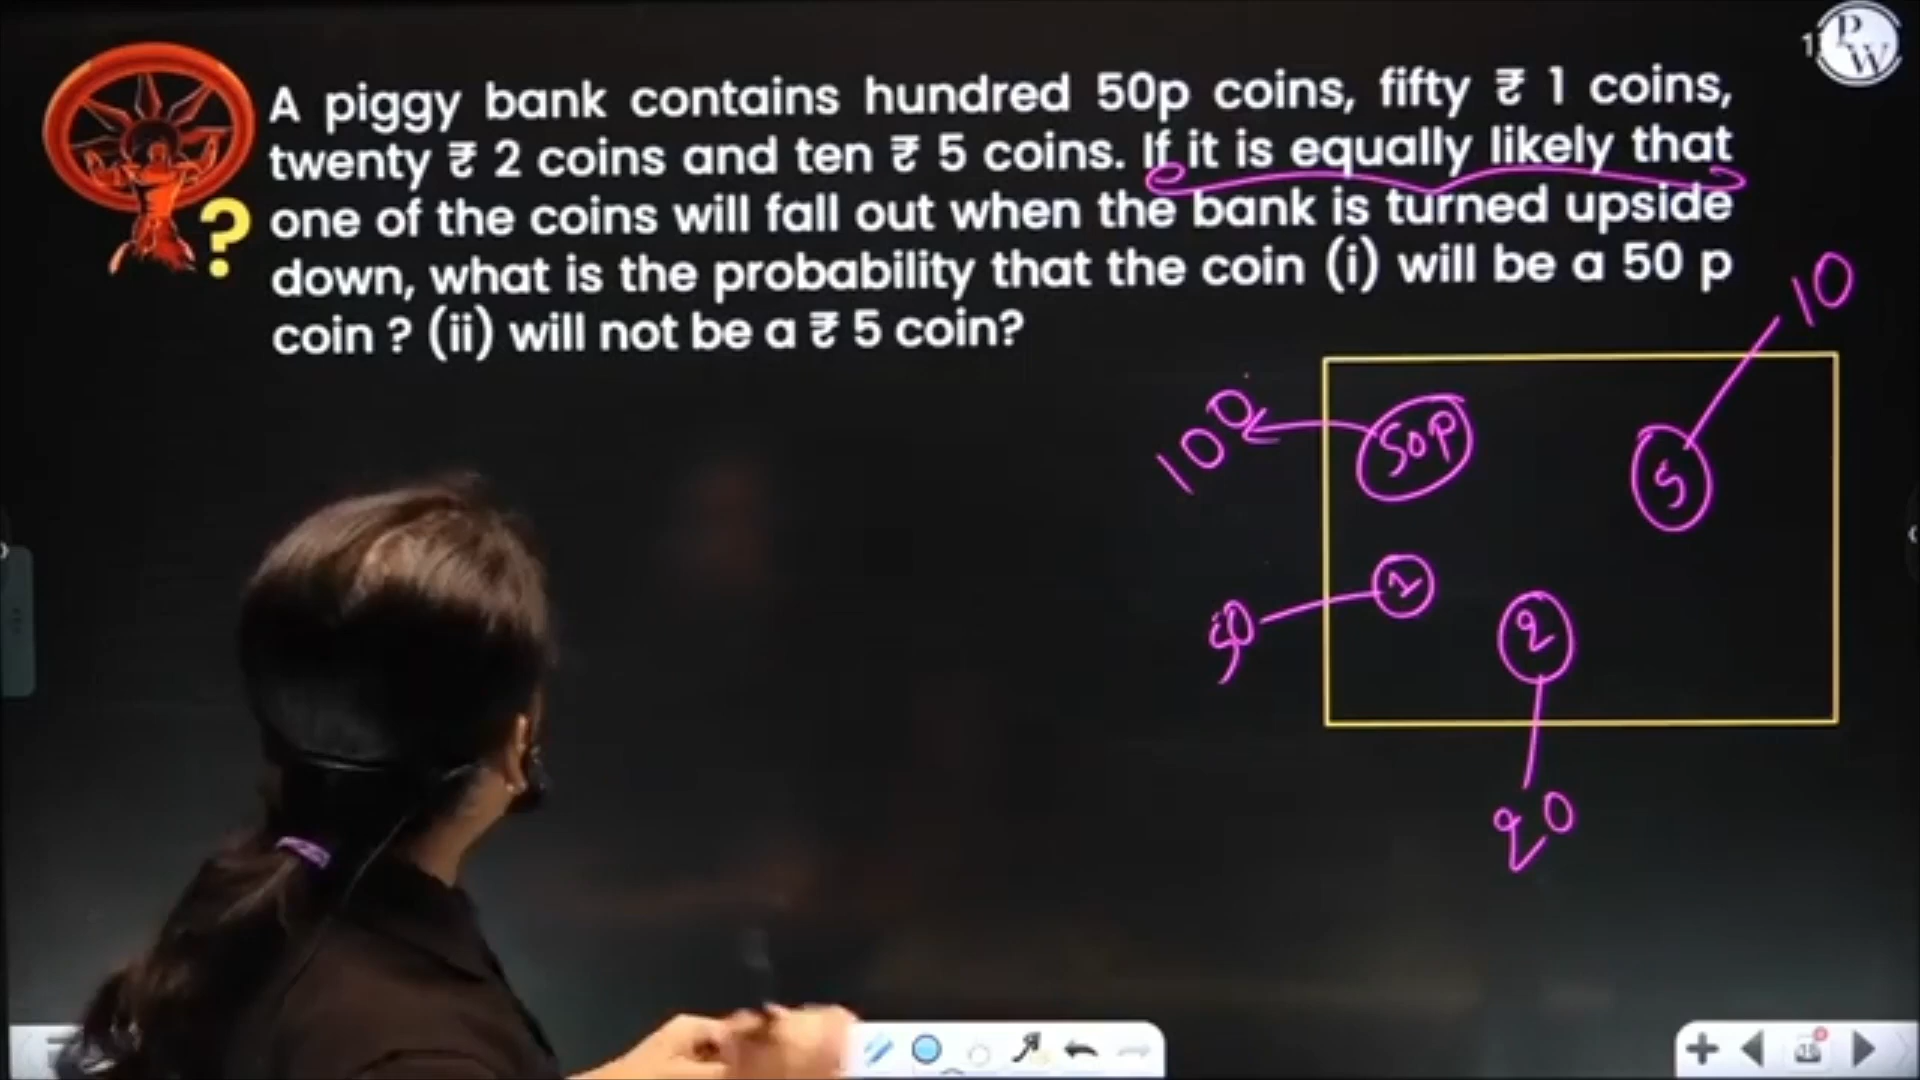 A piggy bank contains hundred 50p coins, fifty ₹ 1 coins,
twenty ₹ 2 coins and ten ₹ 5 coins. If it is equally likely that
one of the coins will fall out when the bank is turned upside
down, what is the probability that the coin (i) will be a 50 p
coin ? (ii) will not be a ₹ 5 coin?
?
P
W
10
100
50p
5
50
1
2
20